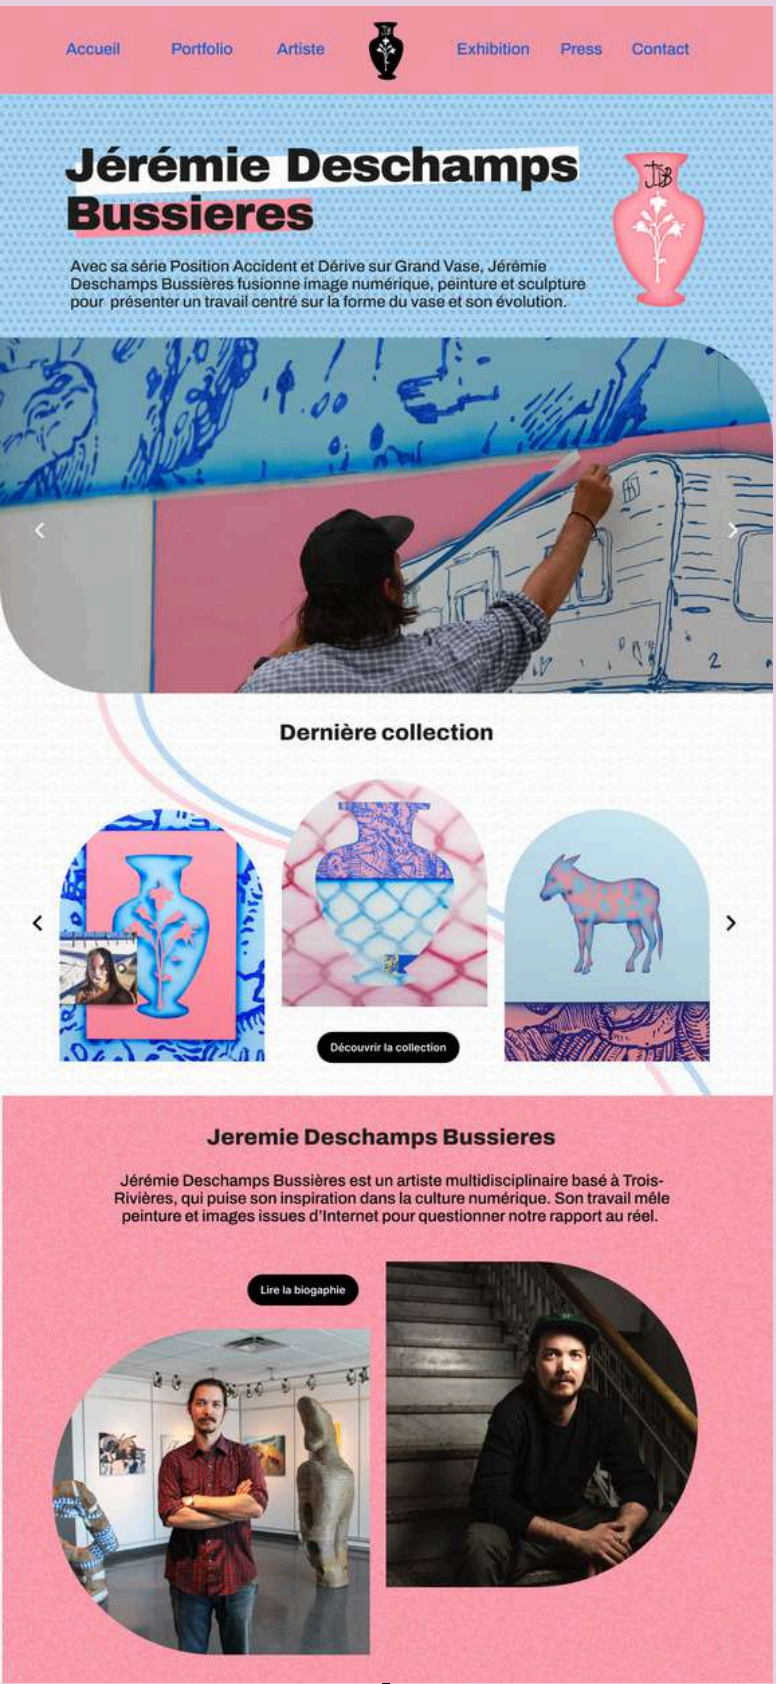 Accueil Portfolio Artiste Exhibition Press Contact
Jérémie Deschamps
Bussieres
JDB
Avec sa série Position Accident et Dérive sur Grand Vase, Jérémie
Deschamps Bussières fusionne image numérique, peinture et sculpture
pour présenter un travail centré sur la forme du vase et son évolution.
2
Dernière collection
Découvrir la collection
Jeremie Deschamps Bussieres
Jérémie Deschamps Bussières est un artiste multidisciplinaire basé à Trois-
Rivières, qui puise son inspiration dans la culture numérique. Son travail mêle
peinture et images issues d'Internet pour questionner notre rapport au réel.
Lire la biogaphie